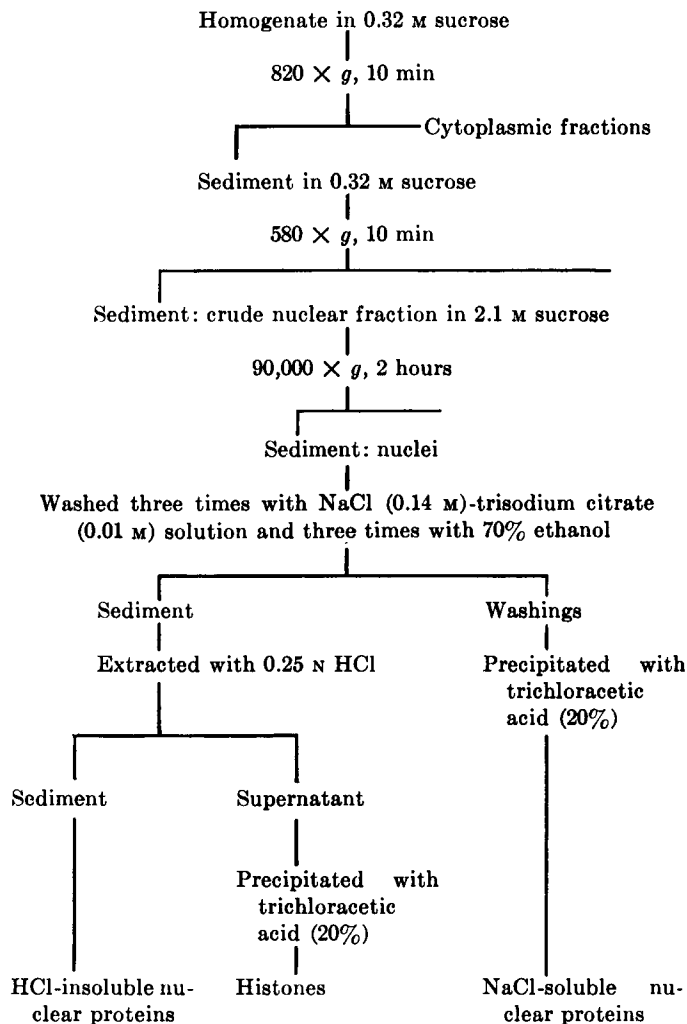 Homogenate in 0.32 M sucrose
820 × g, 10 min
Cytoplasmic fractions
Sediment in 0.32 M sucrose
580 × g, 10 min
Sediment: crude nuclear fraction in 2.1 M sucrose
90,000 × g, 2 hours
Sediment: nuclei
Washed three times with NaCl (0.14 M)-trisodium citrate
(0.01 M) solution and three times with 70% ethanol
Sediment
Washings
Extracted with 0.25 N HCl
Precipitated with
trichloracetic
acid (20%)
Sediment
Supernatant
Precipitated with
trichloracetic
acid (20%)
HCl-insoluble nu-
clear proteins
Histones
NaCl-soluble nu-
clear proteins